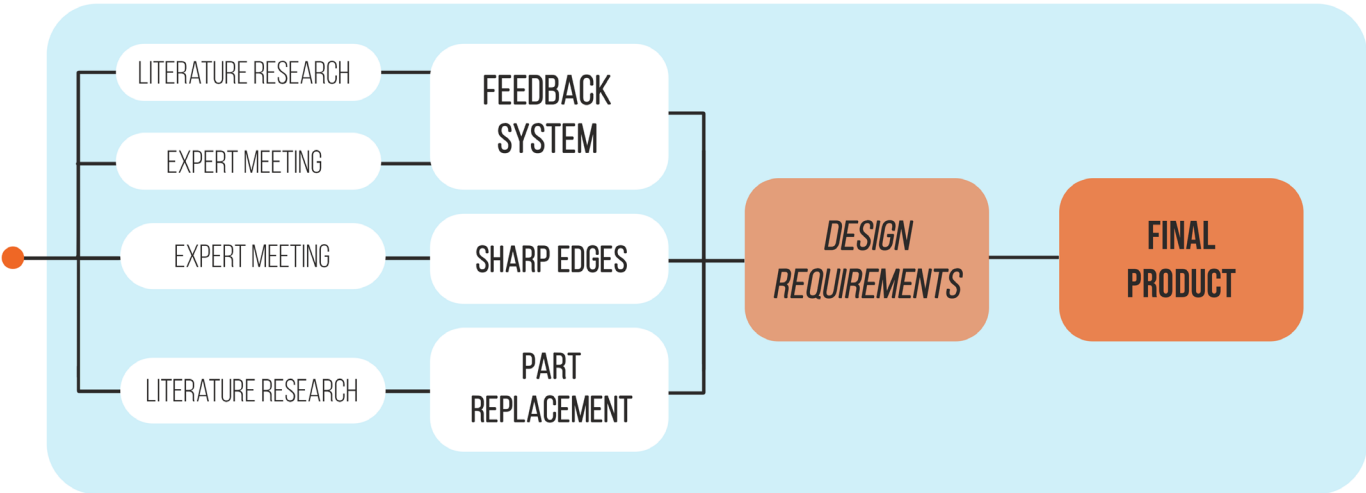 LITERATURE RESEARCH
EXPERT MEETING
FEEDBACK
SYSTEM
EXPERT MEETING
SHARP EDGES
LITERATURE RESEARCH
PART
REPLACEMENT
DESIGN
REQUIREMENTS
FINAL
PRODUCT